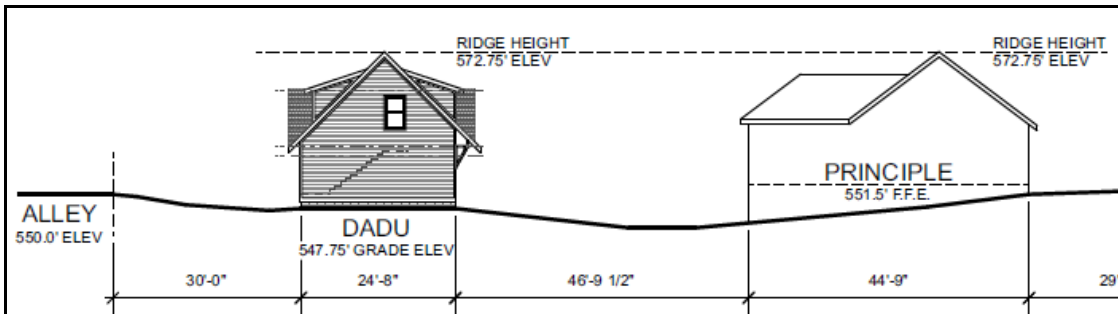 RIDGE HEIGHT
572.75' ELEV
RIDGE HEIGHT
572.75' ELEV
PRINCIPLE
551.5' F.F.E.
ALLEY
550.0' ELEV
DADU
547.75' GRADE ELEV
30'-0"
24'-8"
46'-9 1/2"
44'-9"
29'